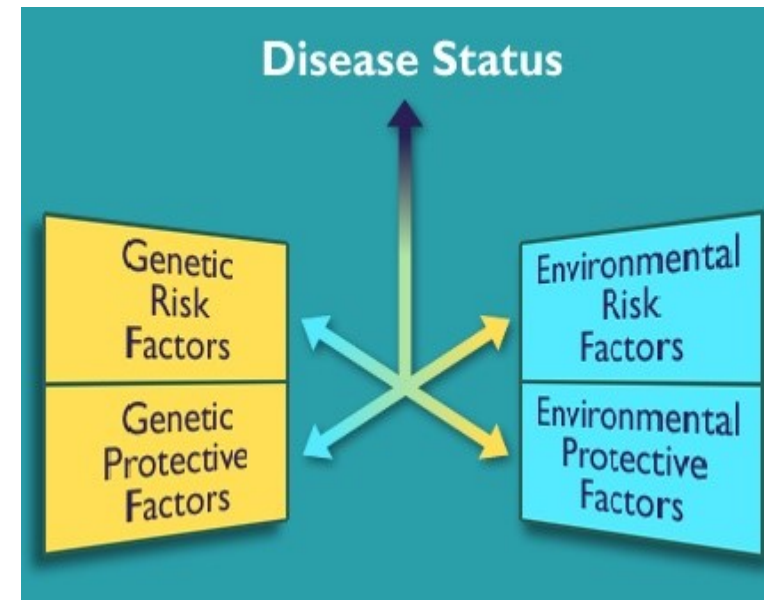 Disease Status
Genetic
Risk
Factors
Genetic
Protective
Factors
Environmental
Risk
Factors
Environmental
Protective
Factors